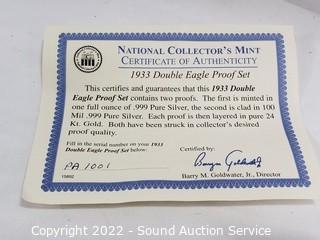 NATIONAL COLLECTOR'S MINT
CERTIFICATE OF AUTHENTICITY
1933 Double Eagle Proof Set
This certifies and guarantees that this 1933 Double
Eagle Proof Set contains two proofs. The first is minted in
one full ounce of .999 Pure Silver, the second is clad in 100
Mil .999 Pure Silver. Each proof is then layered in pure 24
Kt. Gold. Both have been struck in collector's desired
proof quality.
Fill in the serial number on your 1933
Double Eagle Proof Set below:
PA 1001
Certified by:
Barry M. Goldwater, Jr., Director
Copyright 2022 - Sound Auction Service